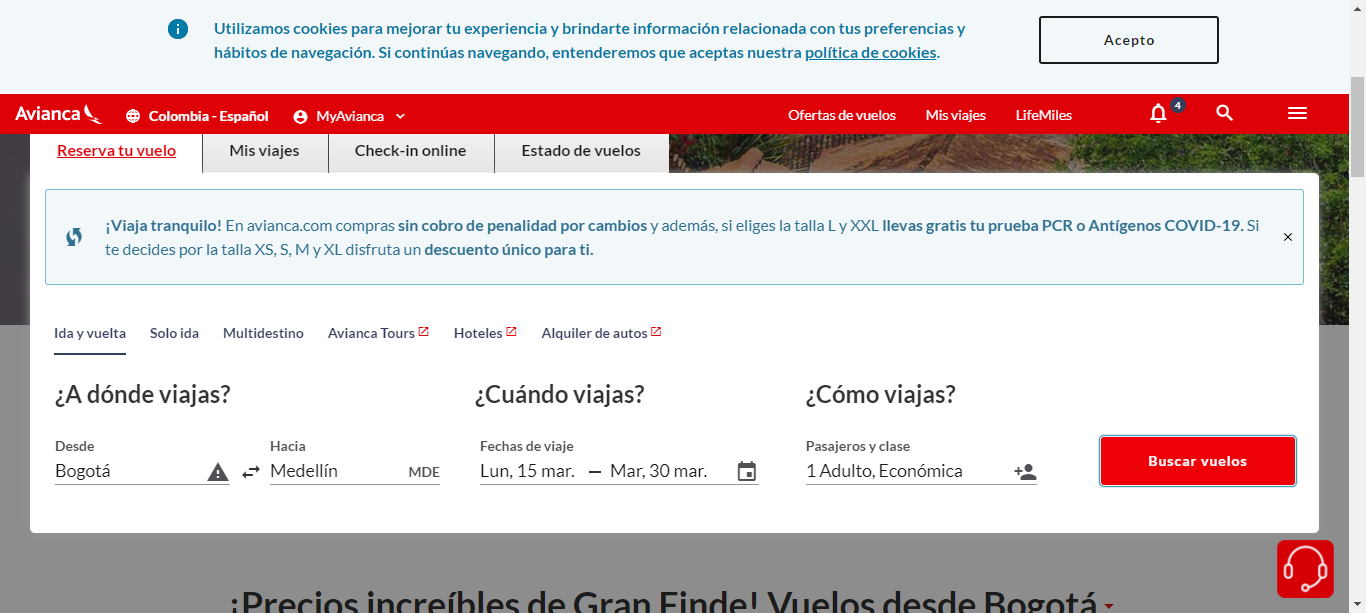 Utilizamos cookies para mejorar tu experiencia y brindarte información relacionada con tus preferencias y
hábitos de navegación. Si continúas navegando, entenderemos que aceptas nuestra política de cookies.
Acepto
Avianca
Colombia - Español
MyAvianca
Ofertas de vuelos
Mis viajes
LifeMiles
4
Reserva tu vuelo
Mis viajes
Check-in online
Estado de vuelos
¡Viaja tranquilo! En avianca.com compras sin cobro de penalidad por cambios y además, si eliges la talla L y XXL llevas gratis tu prueba PCR o Antígenos COVID-19. Si
te decides por la talla XS, S, M y XL disfruta un descuento único para ti.
Ida y vuelta
Solo ida
Multidestino
Avianca Tours
Hoteles
Alquiler de autos
¿A dónde viajas?
¿Cuándo viajas?
¿Cómo viajas?
Desde
Hacia
Fechas de viaje
Pasajeros y clase
Bogotá
Medellín
MDE
Lun, 15 mar. — Mar, 30 mar.
1 Adulto, Económica
Buscar vuelos
¡Precios increíbles de Gran Finde! Vuelos desde Bogotá